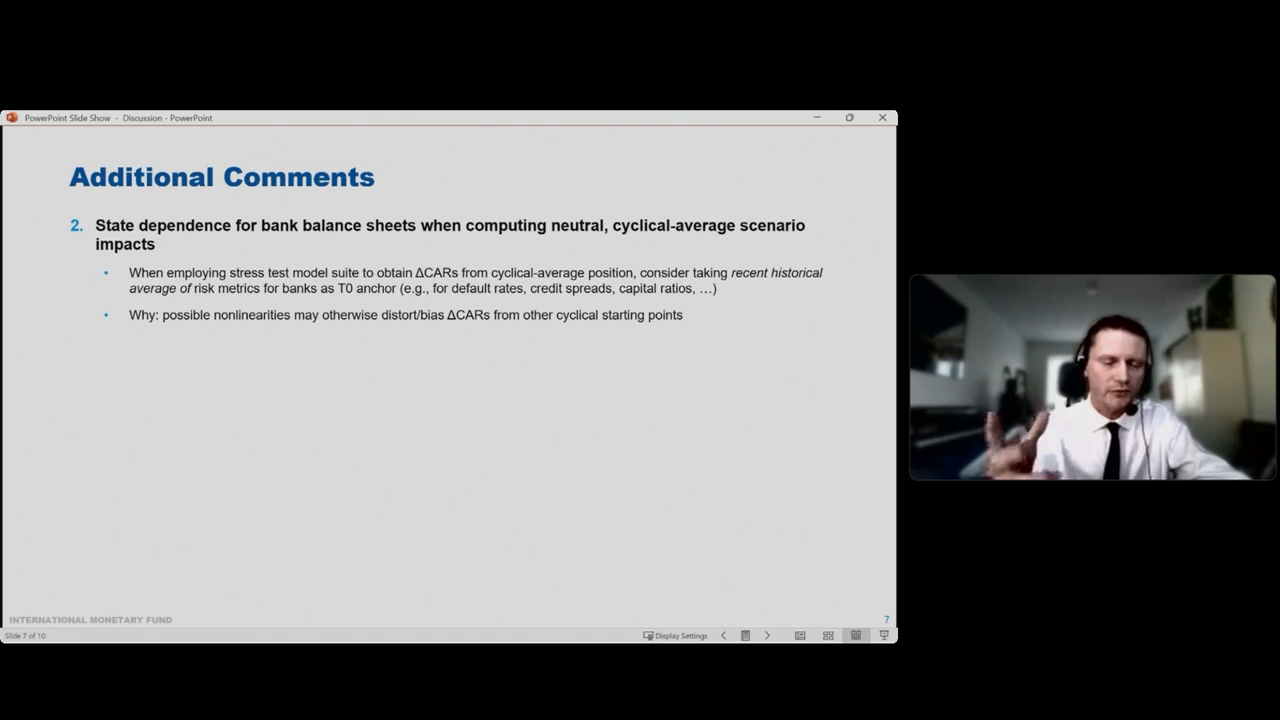 PowerPoint Slide Show - Discussion - PowerPoint
Additional Comments
2. State dependence for bank balance sheets when computing neutral, cyclical-average scenario
impacts
• When employing stress test model suite to obtain ΔCARs from cyclical-average position, consider taking recent historical
average of risk metrics for banks as T0 anchor (e.g., for default rates, credit spreads, capital ratios, …)
• Why: possible nonlinearities may otherwise distort/bias ΔCARs from other cyclical starting points
INTERNATIONAL MONETARY FUND
7
Slide 7 of 10
Display Settings